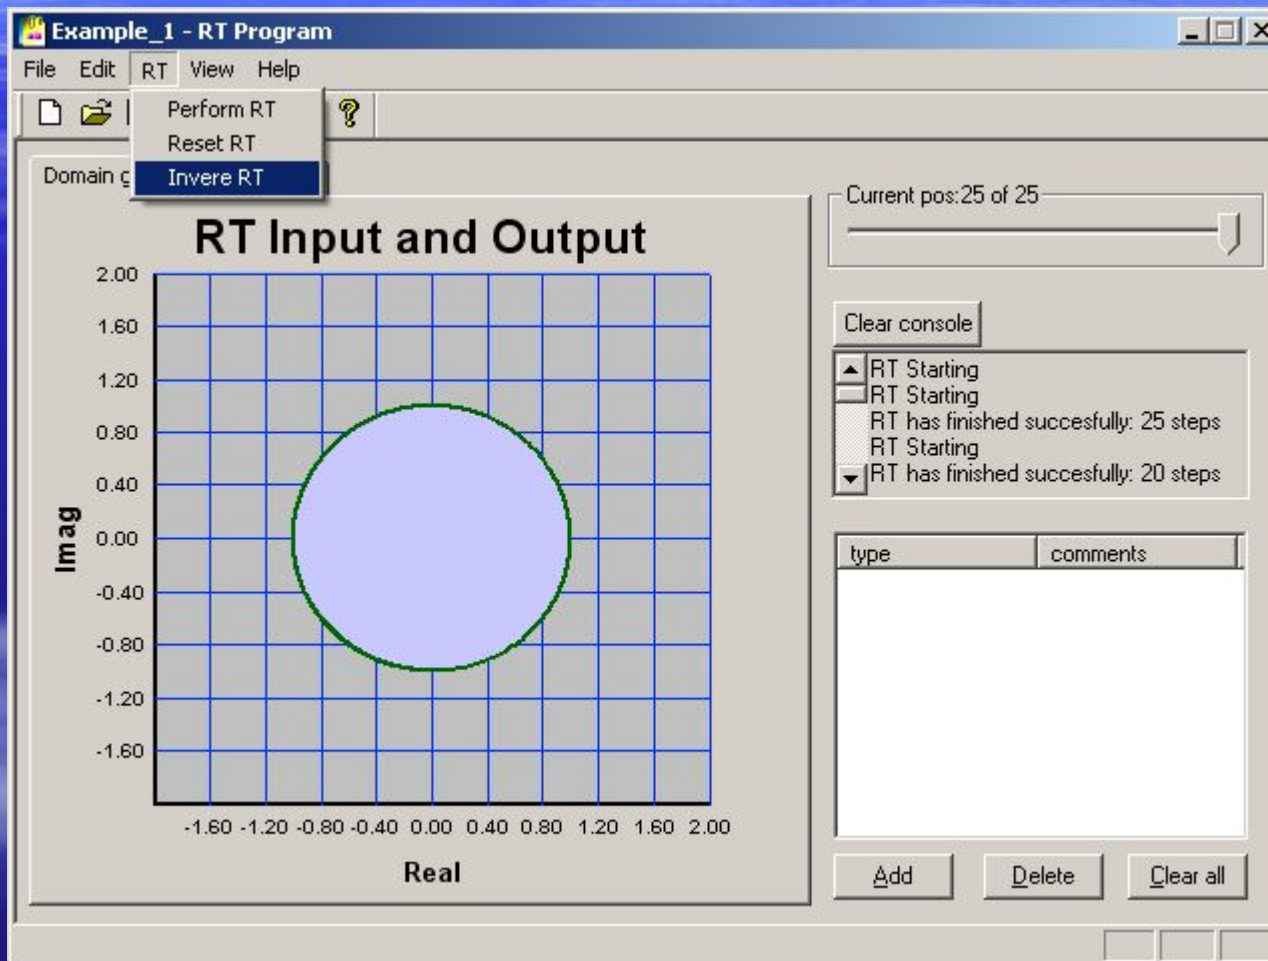 Example_1 - RT Program
File Edit RT View Help
Perform RT
Reset RT
Invere RT
Domain
Current pos:25 of 25
RT Input and Output
2.00
1.60
1.20
0.80
0.40
0.00
-0.40
-0.80
-1.20
-1.60
Imag
-1.60 -1.20 -0.80 -0.40 0.00 0.40 0.80 1.20 1.60 2.00
Real
Clear console
RT Starting
RT Starting
RT has finished succesfully: 25 steps
RT Starting
RT has finished succesfully: 20 steps
type comments
Add Delete Clear all